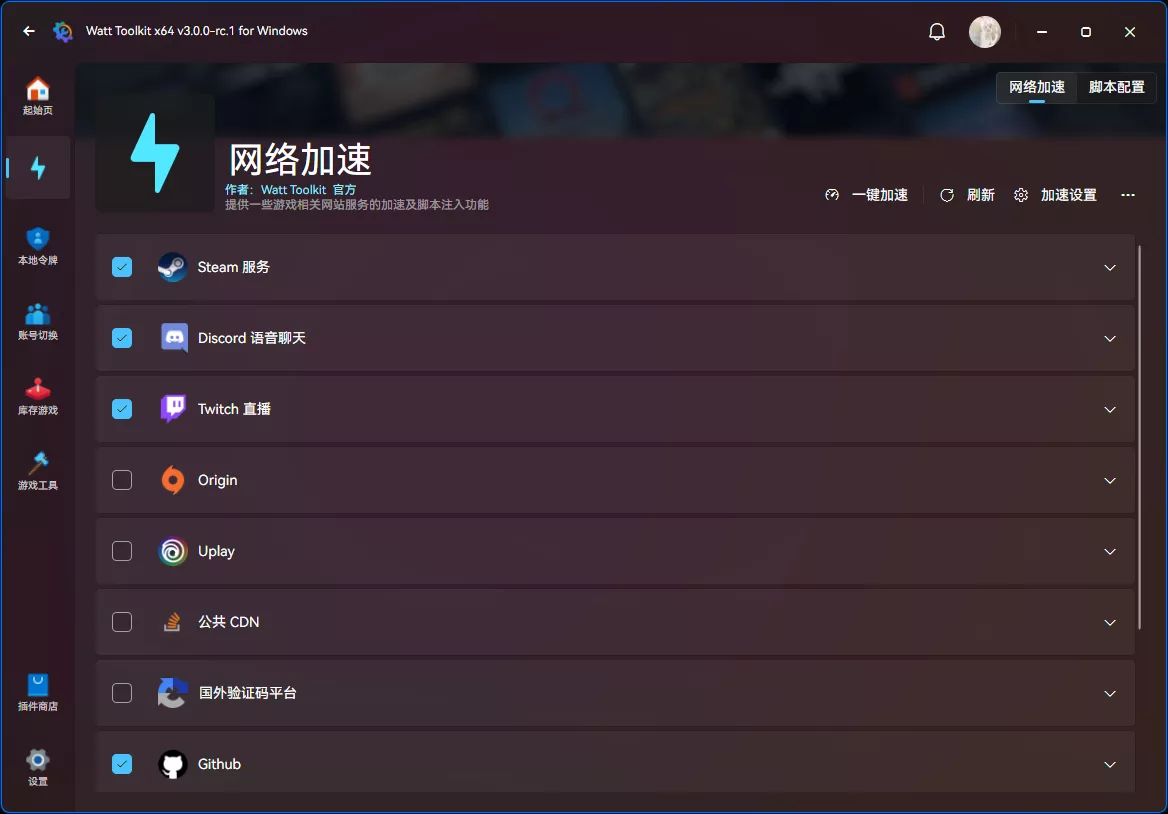 Watt Toolkit x64 v3.0.0-rc.1 for Windows
起始页
本地令牌
账号切换
库存游戏
游戏工具
插件商店
设置
网络加速 脚本配置
网络加速
作者: Watt Toolkit 官方
提供一些游戏相关网站服务的加速及脚本注入功能
一键加速 刷新 加速设置
Steam 服务
Discord 语音聊天
Twitch 直播
Origin
Uplay
公共 CDN
国外验证码平台
Github